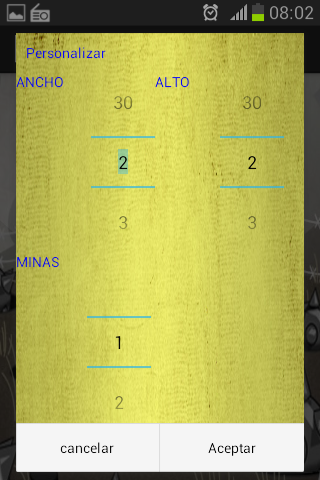 08:02
Personalizar
ANCHO ALTO
30 30
2 2
3 3
MINAS
1
2
cancelar Aceptar